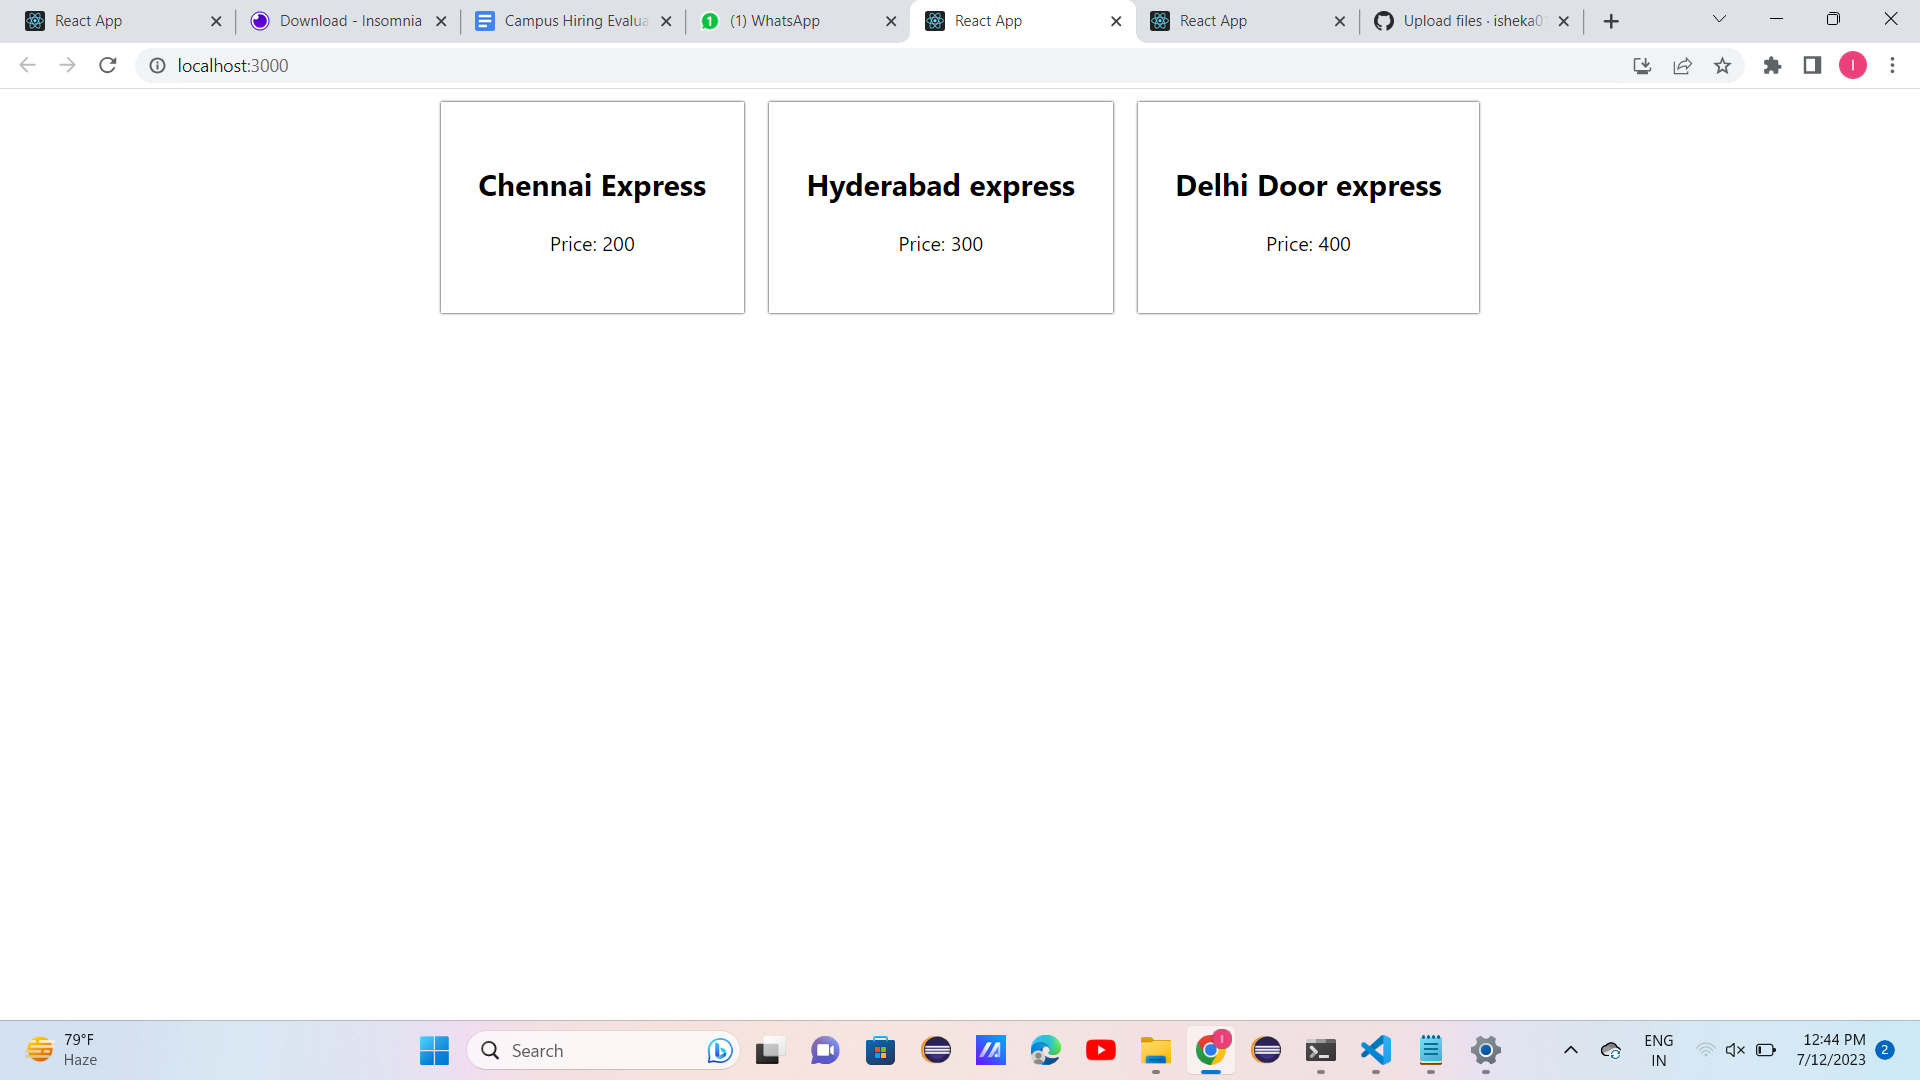 React App
Download - Insomnia
Campus Hiring Evalua
(1) WhatsApp
React App
React App
Upload files · isheka01
localhost:3000
I
Chennai Express
Price: 200
Hyderabad express
Price: 300
Delhi Door express
Price: 400
79°F
Haze
Search
I
ENG
IN
12:44 PM
7/12/2023
2